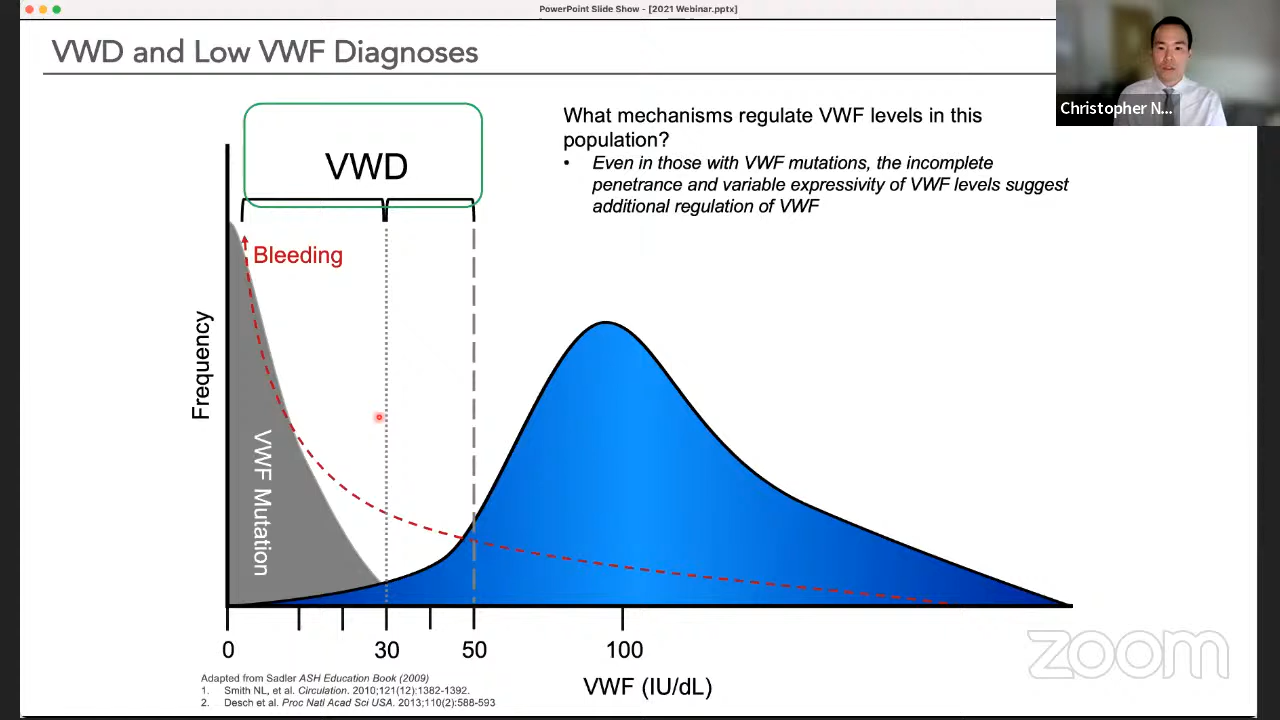 PowerPoint Slide Show - [2021 Webinar.pptx]
VWD and Low VWF Diagnoses
Christopher N...
VWD
What mechanisms regulate VWF levels in this
population?
• Even in those with VWF mutations, the incomplete
penetrance and variable expressivity of VWF levels suggest
additional regulation of VWF
Bleeding
Frequency
VWF Mutation
0 30 50 100
VWF (IU/dL)
Adapted from Sadler ASH Education Book (2009)
1. Smith NL, et al. Circulation. 2010;121(12):1382-1392.
2. Desch et al. Proc Natl Acad Sci USA. 2013;110(2):588-593
zoom